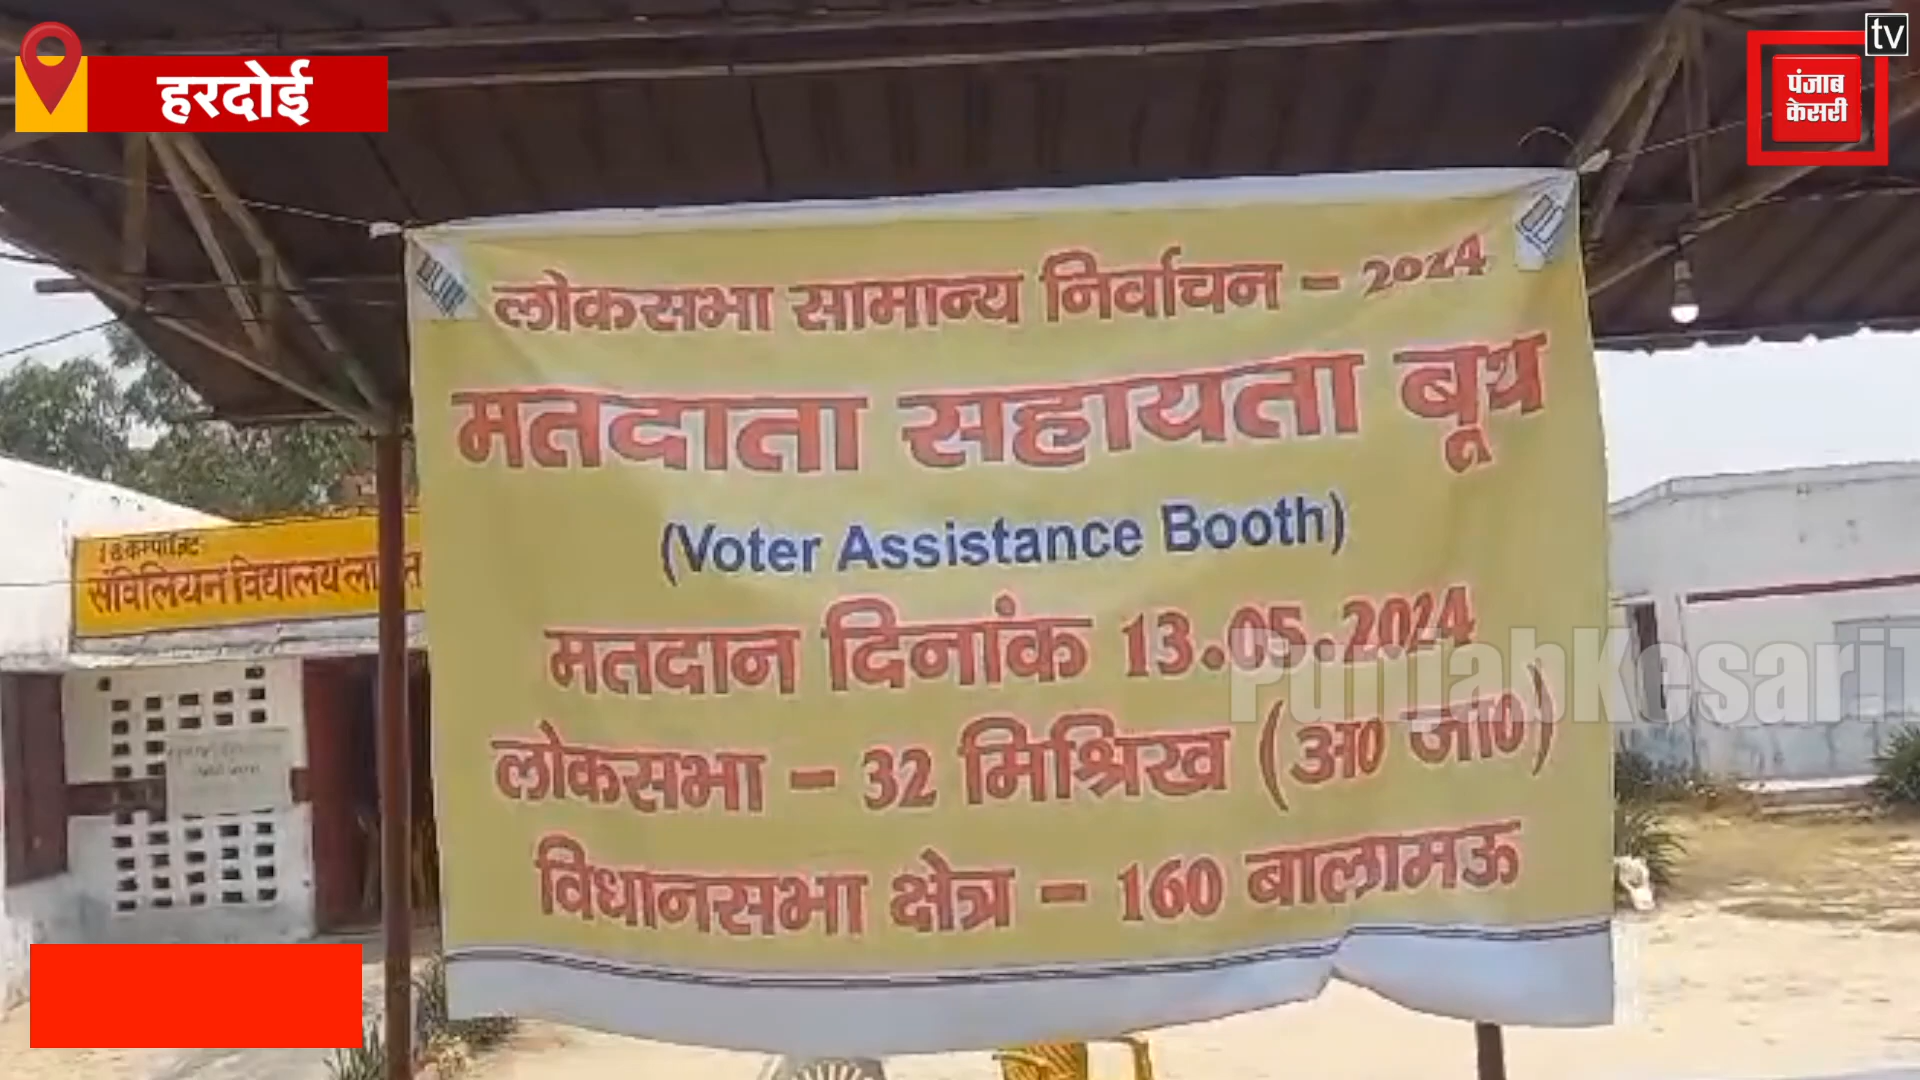 हरदोई
tv
पंजाब
केसरी
लोकसभा सामान्य निर्वाचन - 2024
मतदाता सहायता बूथ
(Voter Assistance Booth)
मतदान दिनांक 13.05.2024
लोकसभा - 32 मिश्रिख (अ0 जा0)
विधानसभा क्षेत्र - 160 बालामऊ
संविलियन विद्यालय
PunjabKesari.T